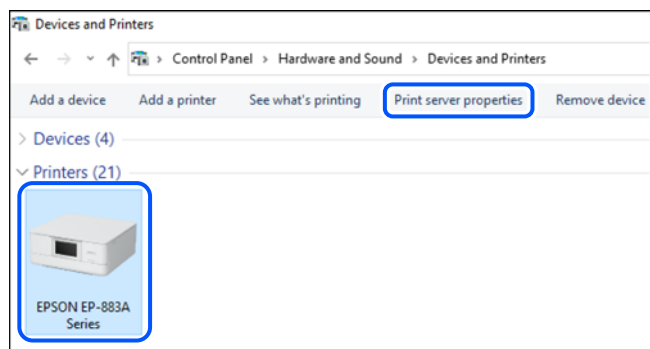 Devices and Printers
Control Panel > Hardware and Sound > Devices and Printers
Add a device Add a printer See what's printing Print server properties Remove device
Devices (4)
Printers (21)
EPSON EP-883A
Series